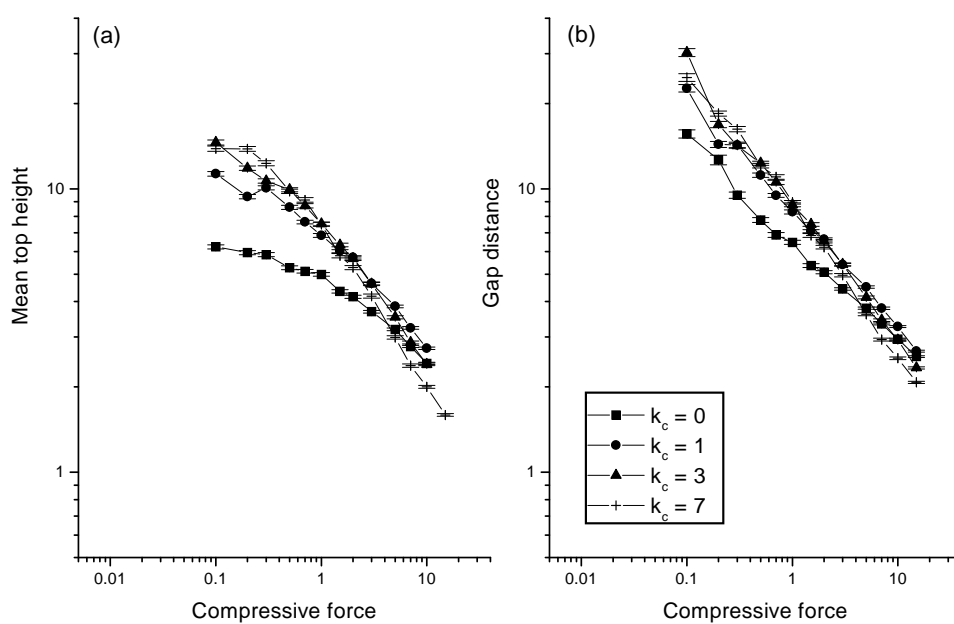 (a)
Mean top height
10
1
0.01 0.1 1 10
Compressive force
(b)
Gap distance
10
1
k_c = 0
k_c = 1
k_c = 3
k_c = 7
0.01 0.1 1 10
Compressive force